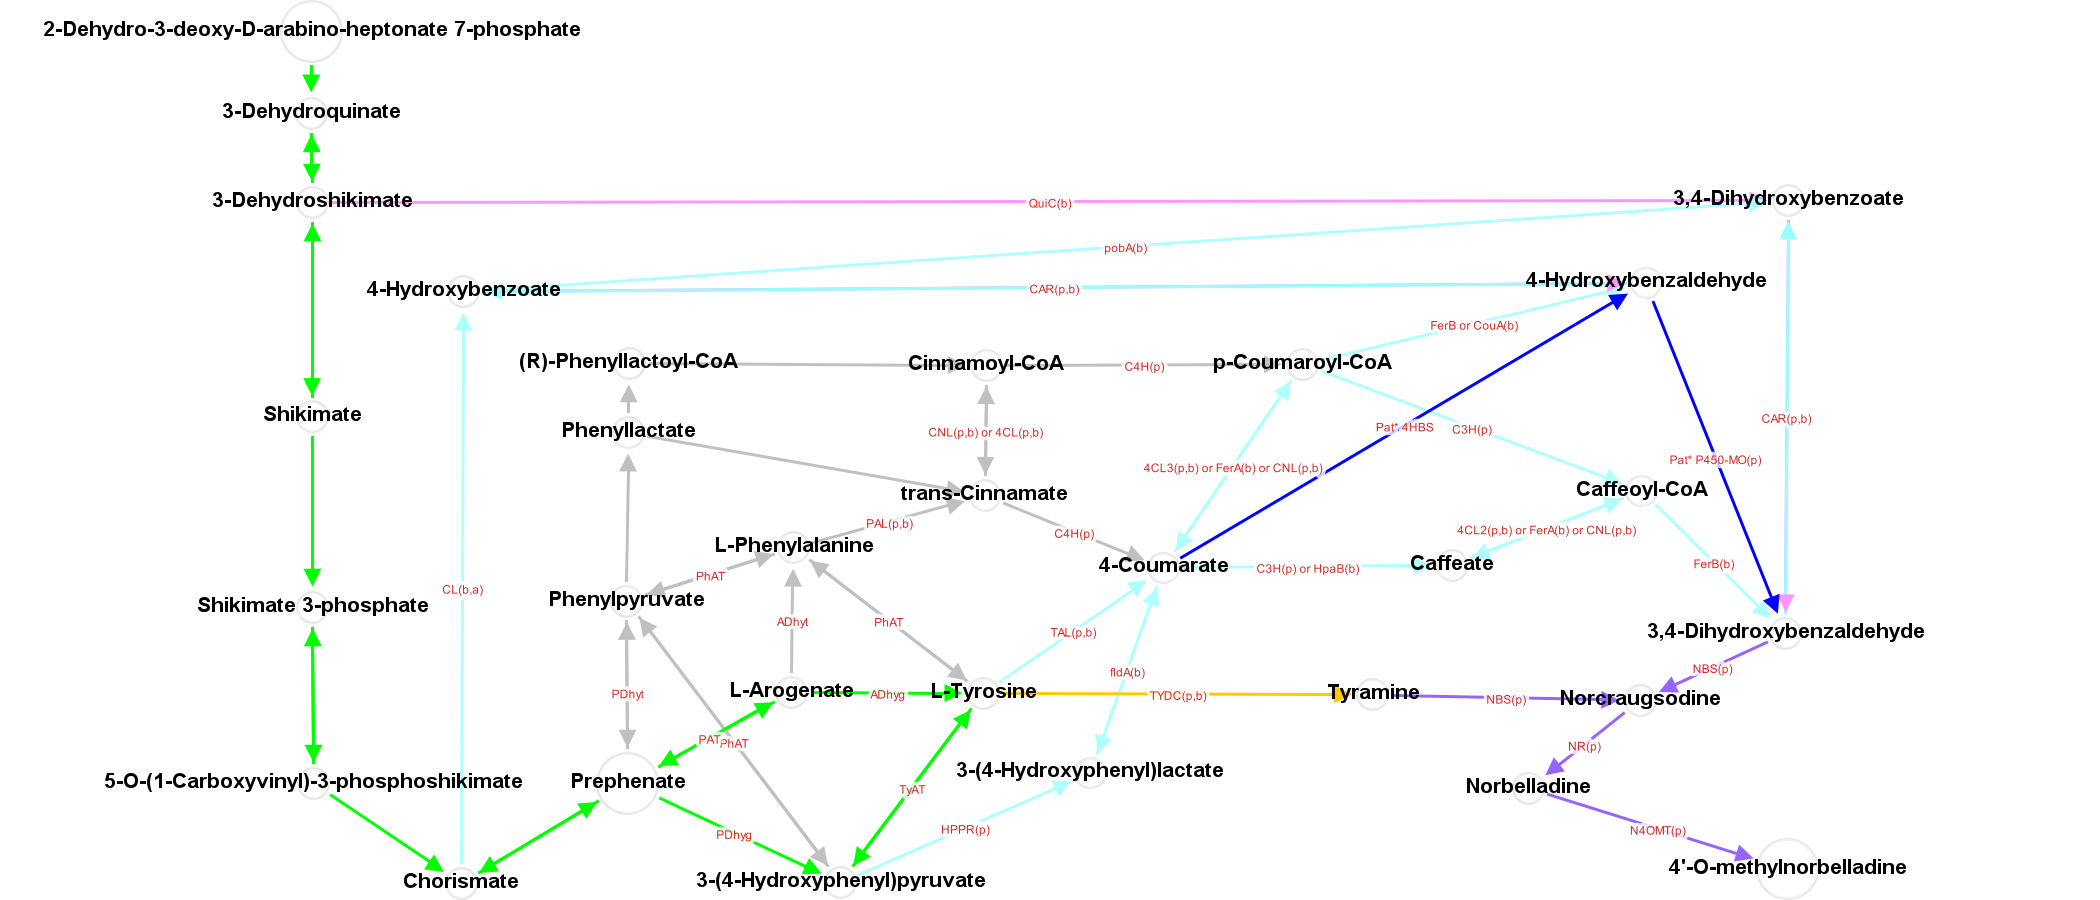 2-Dehydro-3-deoxy-D-arabino-heptonate 7-phosphate
3-Dehydroquinate
3-Dehydroshikimate
QuiC(b)
3,4-Dihydroxybenzoate
pobA(b)
4-Hydroxybenzoate
CAR(p,b)
4-Hydroxybenzaldehyde
FerB or CouA(b)
(R)-Phenyllactoyl-CoA
Cinnamoyl-CoA
C4H(p)
p-Coumaroyl-CoA
Shikimate
Phenyllactate
CNL(p,b) or 4CL(p,b)
Pat* 4HBS
C3H(p)
CAR(p,b)
4CL3(p,b) or FerA(b) or CNL(p,b)
Pat* P450-MO(p)
trans-Cinnamate
Caffeoyl-CoA
PAL(p,b)
C4H(p)
4CL2(p,b) or FerA(b) or CNL(p,b)
L-Phenylalanine
4-Coumarate
C3H(p) or HpaB(b)
Caffeate
FerB(b)
PhAT
CL(b,a)
Shikimate 3-phosphate
Phenylpyruvate
ADhyt
PhAT
TAL(p,b)
3,4-Dihydroxybenzaldehyde
fldA(b)
NBS(p)
PDhyt
L-Arogenate
ADhyg
L-Tyrosine
TYDC(p,b)
Tyramine
NBS(p)
Norcraugsodine
PAT
PhAT
NR(p)
5-O-(1-Carboxyvinyl)-3-phosphoshikimate
Prephenate
TyAT
3-(4-Hydroxyphenyl)lactate
Norbelladine
PDhyg
HPPR(p)
N4OMT(p)
Chorismate
3-(4-Hydroxyphenyl)pyruvate
4'-O-methylnorbelladine